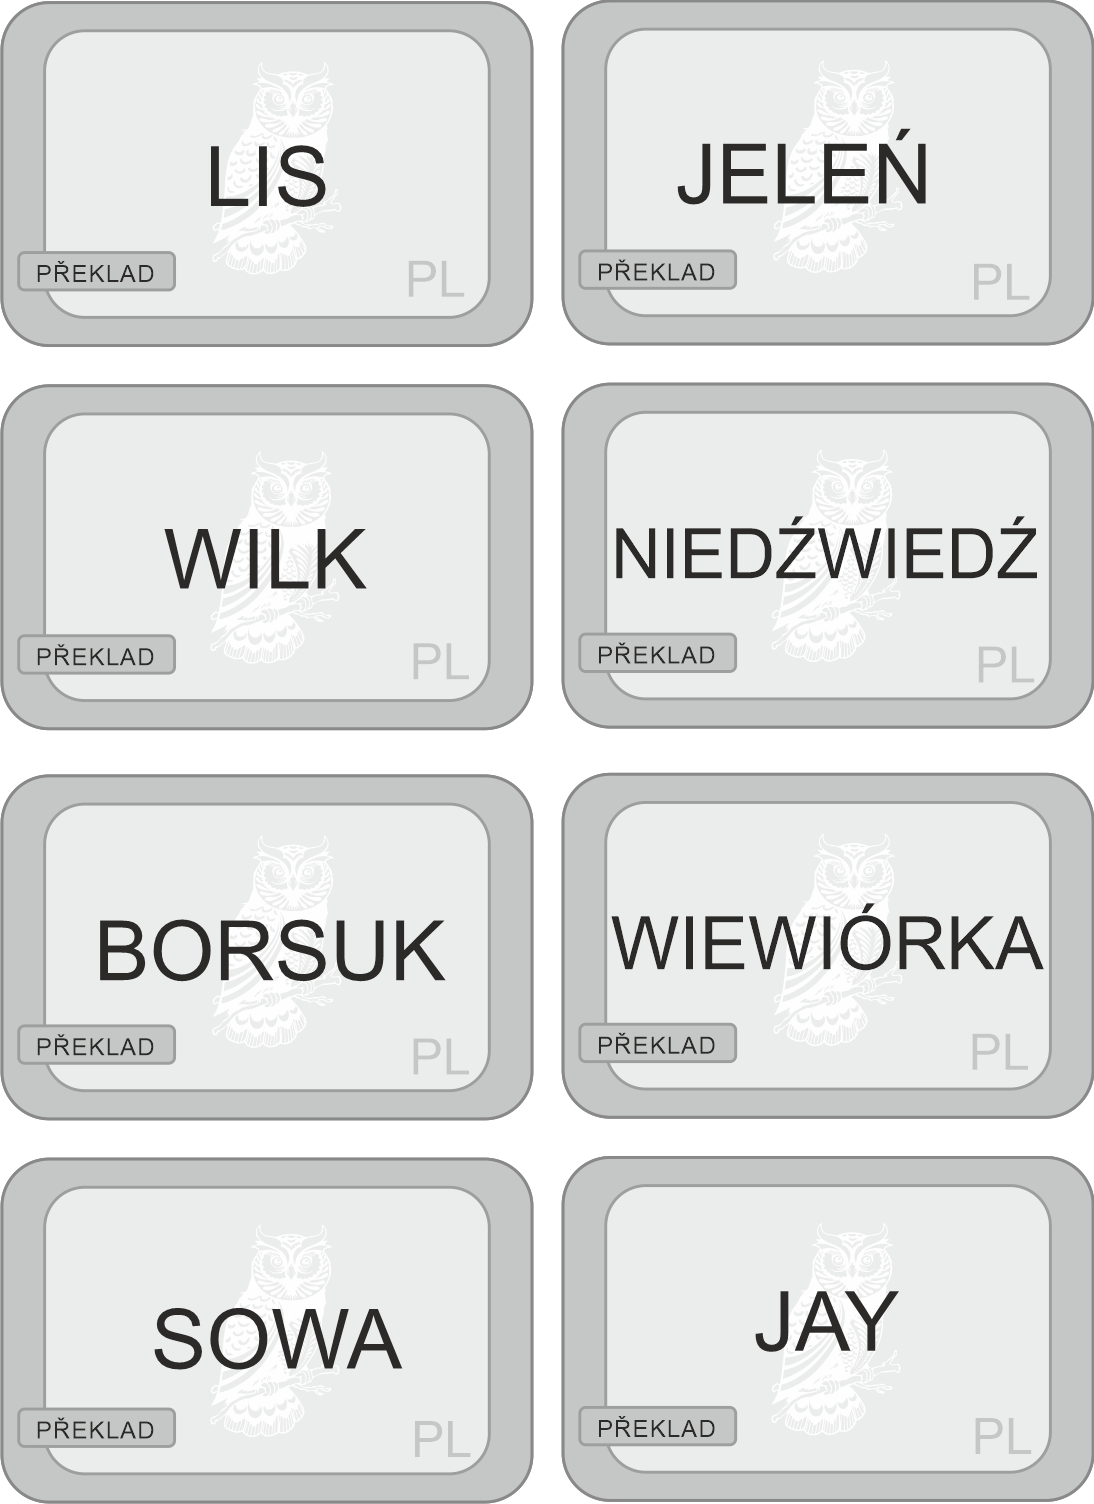 LIS
PŘEKLAD
PL
JELEŃ
PŘEKLAD
PL
WILK
PŘEKLAD
PL
NIEDŹWIEDŹ
PŘEKLAD
PL
BORSUK
PŘEKLAD
PL
WIEWIÓRKA
PŘEKLAD
PL
SOWA
PŘEKLAD
PL
JAY
PŘEKLAD
PL